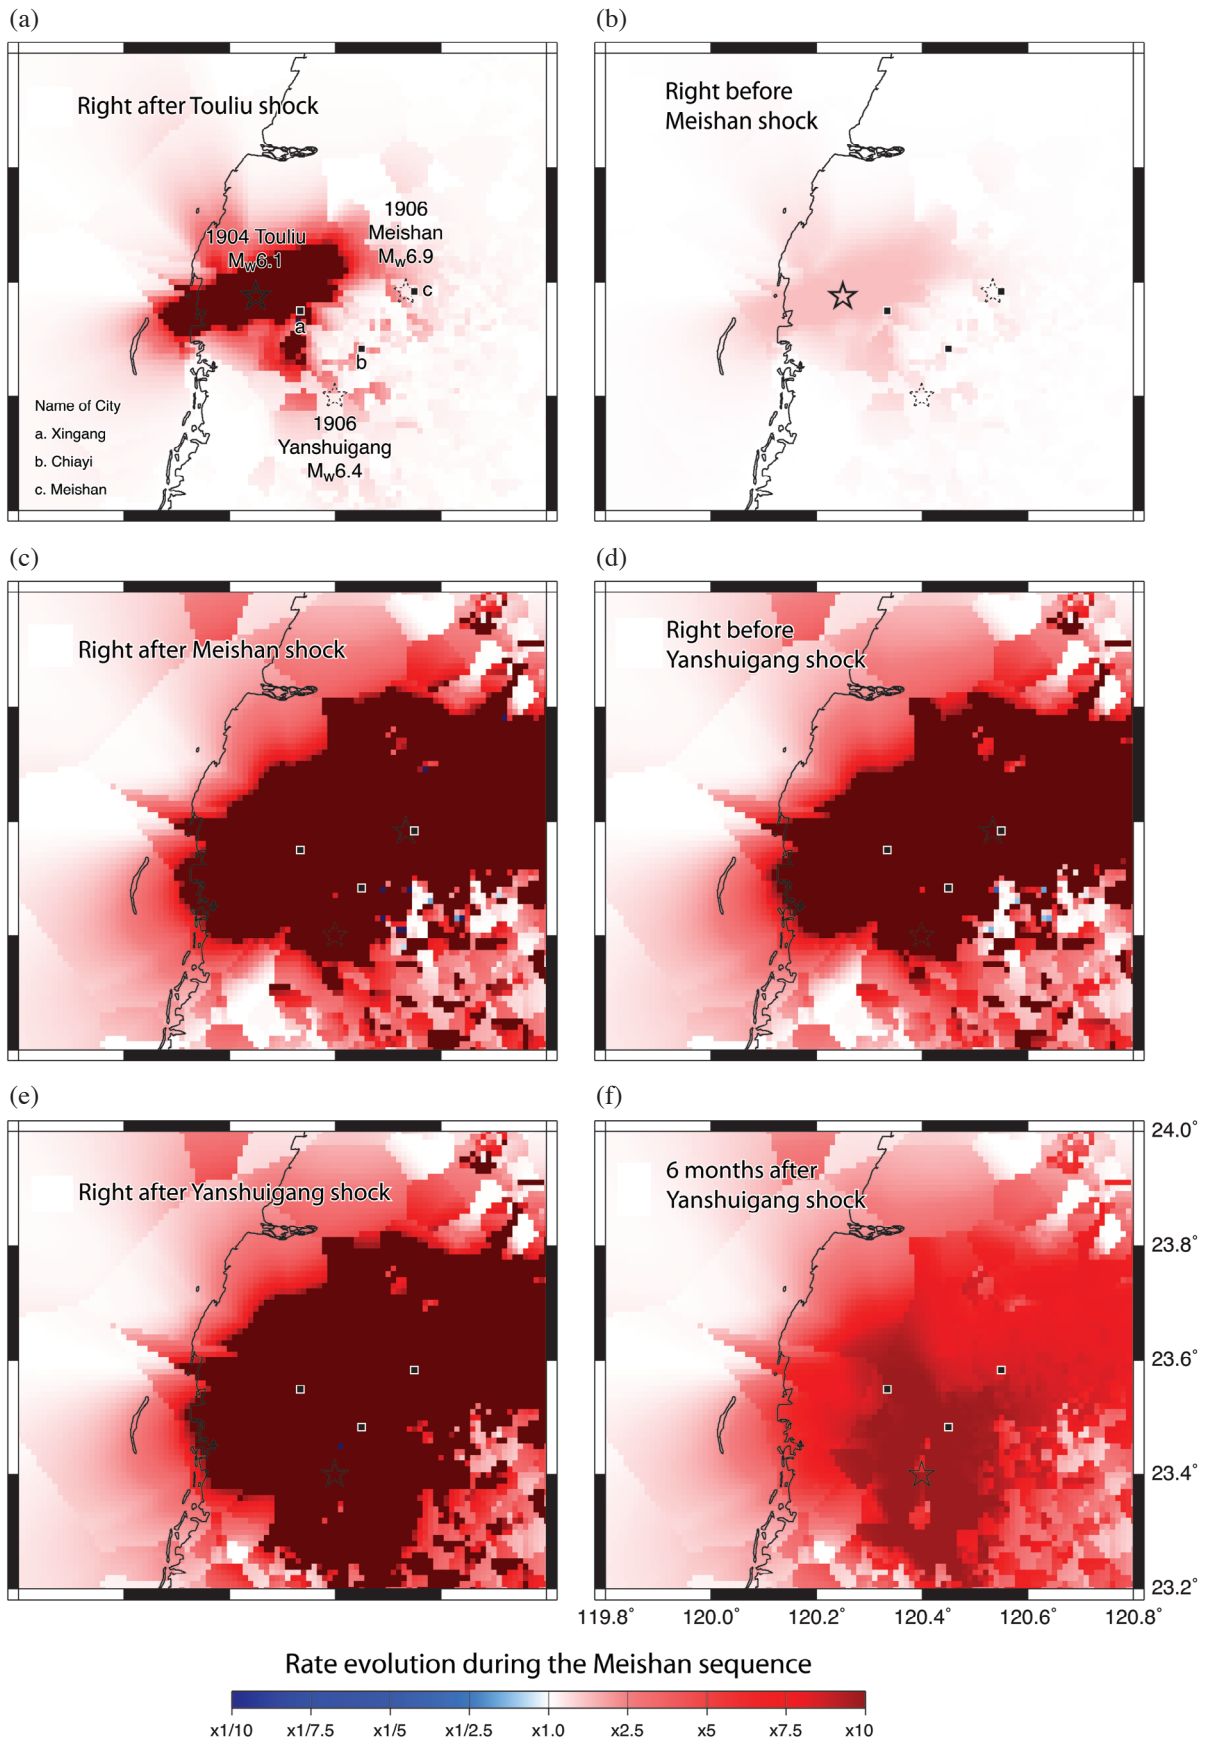 (a)
(b)
Right after Touliu shock
Right before
Meishan shock
1906
Meishan
Mw6.9
1904 Touliu
Mw6.1
c
a
b
1906
Yanshuigang
Mw6.4
Name of City
a. Xingang
b. Chiayi
c. Meishan
(c)
(d)
Right after Meishan shock
Right before
Yanshuigang shock
(e)
(f)
Right after Yanshuigang shock
6 months after
Yanshuigang shock
24.0°
23.8°
23.6°
23.4°
23.2°
119.8° 120.0° 120.2° 120.4° 120.6° 120.8°
Rate evolution during the Meishan sequence
x1/10 x1/7.5 x1/5 x1/2.5 x1.0 x2.5 x5 x7.5 x10